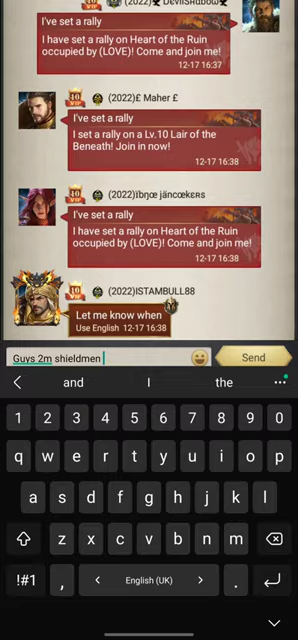 I've set a rally
I have set a rally on Heart of the Ruin
occupied by (LOVE)! Come and join me!
12-17 16:37
(2022)£ Maher £
I've set a rally
I set a rally on a Lv.10 Lair of the
Beneath! Join in now!
12-17 16:38
I've set a rally
I have set a rally on Heart of the Ruin
occupied by (LOVE)! Come and join me!
12-17 16:38
(2022)ISTAMBULL88
Let me know when
Use English 12-17 16:38
Guys 2m shieldmen
Send
and I the
1 2 3 4 5 6 7 8 9 0
q w e r t y u i o p
a s d f g h j k l
z x c v b n m
!#1 , English (UK) .